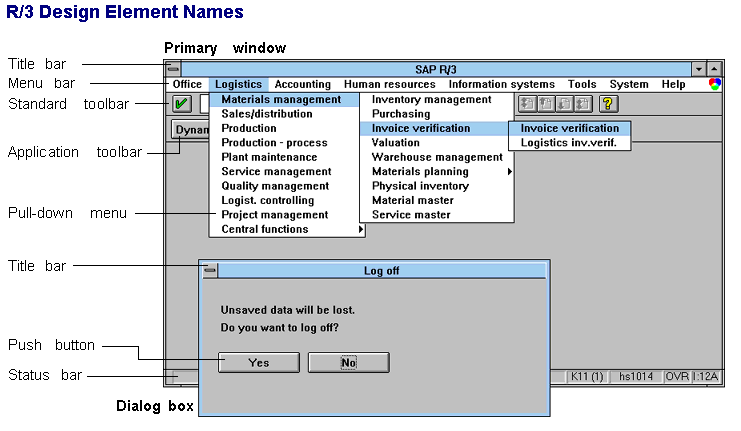 R/3 Design Element Names
Primary window
Title bar
SAP R/3
Menu bar
Office Logistics Accounting Human resources Information systems Tools System Help
Standard toolbar
?
Materials management
Sales/distribution
Production
Production - process
Plant maintenance
Service management
Quality management
Logist. controlling
Project management
Central functions
Inventory management
Purchasing
Invoice verification
Valuation
Warehouse management
Materials planning
Physical inventory
Material master
Service master
Invoice verification
Logistics inv.verif.
Dynam
Application toolbar
Pull-down menu
Title bar
Log off
Unsaved data will be lost.
Do you want to log off?
Push button
Yes No
Status bar
K11 (1) hs1014 OVR 1:12A
Dialog box